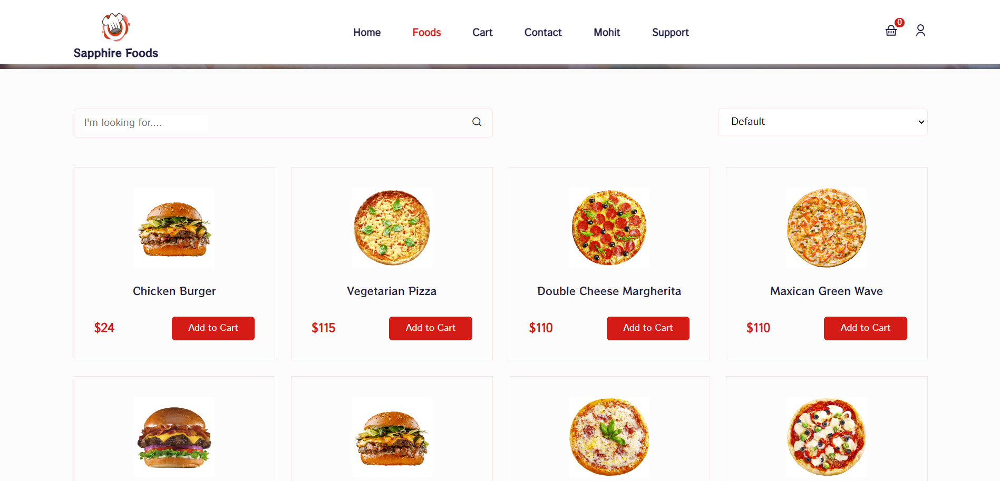 Sapphire Foods
Home
Foods
Cart
Contact
Mohit
Support
0
I'm looking for....
Default
Chicken Burger
$24
Add to Cart
Vegetarian Pizza
$115
Add to Cart
Double Cheese Margherita
$110
Add to Cart
Maxican Green Wave
$110
Add to Cart